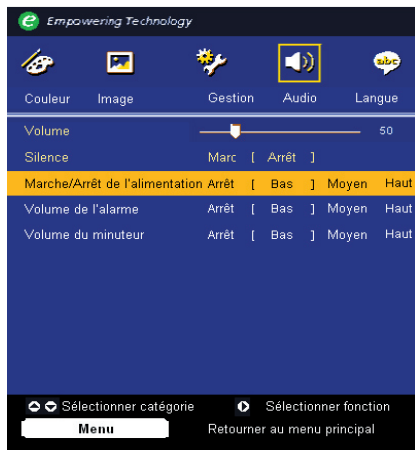 e Empowering Technology
abc
Couleur Image Gestion Audio Langue
Volume 50
Silence Marc [ Arrêt ]
Marche/Arrêt de l'alimentation Arrêt [ Bas ] Moyen Haut
Volume de l'alarme Arrêt [ Bas ] Moyen Haut
Volume du minuteur Arrêt [ Bas ] Moyen Haut
Sélectionner catégorie Sélectionner fonction
Menu Retourner au menu principal